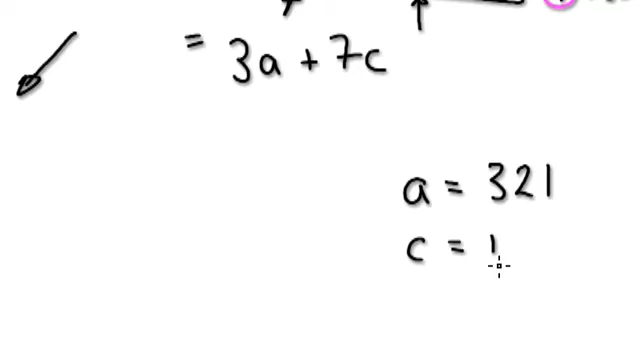 = 3a + 7c
a = 321
c = 1